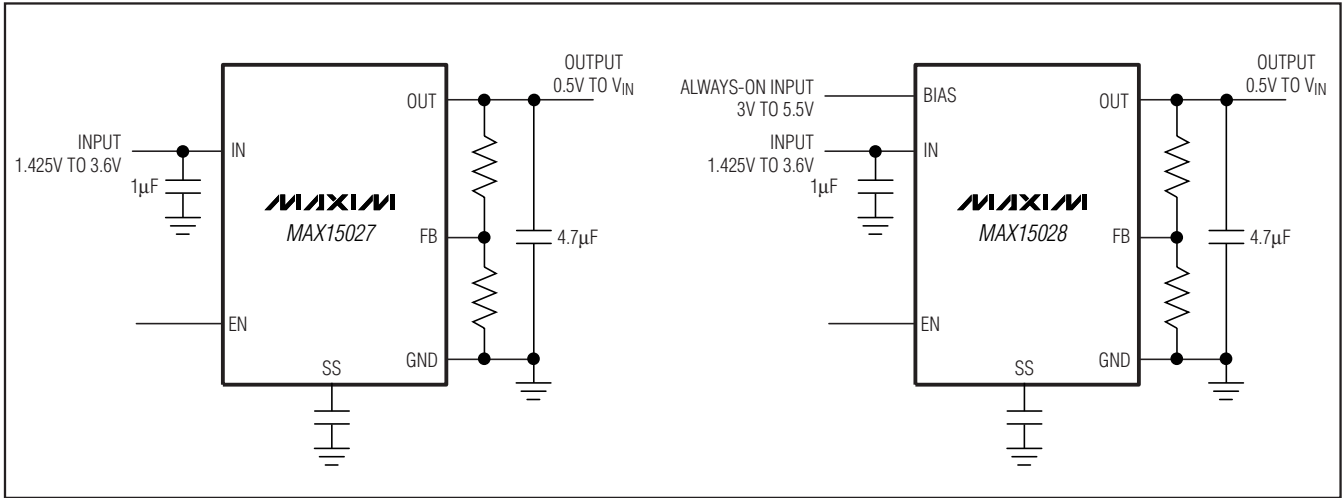 OUTPUT
0.5V TO VIN
OUT
INPUT
1.425V TO 3.6V
IN
1μF
MAXIM
MAX15027
FB
4.7μF
EN
GND
SS
OUTPUT
0.5V TO VIN
ALWAYS-ON INPUT
3V TO 5.5V
BIAS
OUT
INPUT
1.425V TO 3.6V
IN
1μF
MAXIM
MAX15028
FB
4.7μF
EN
GND
SS